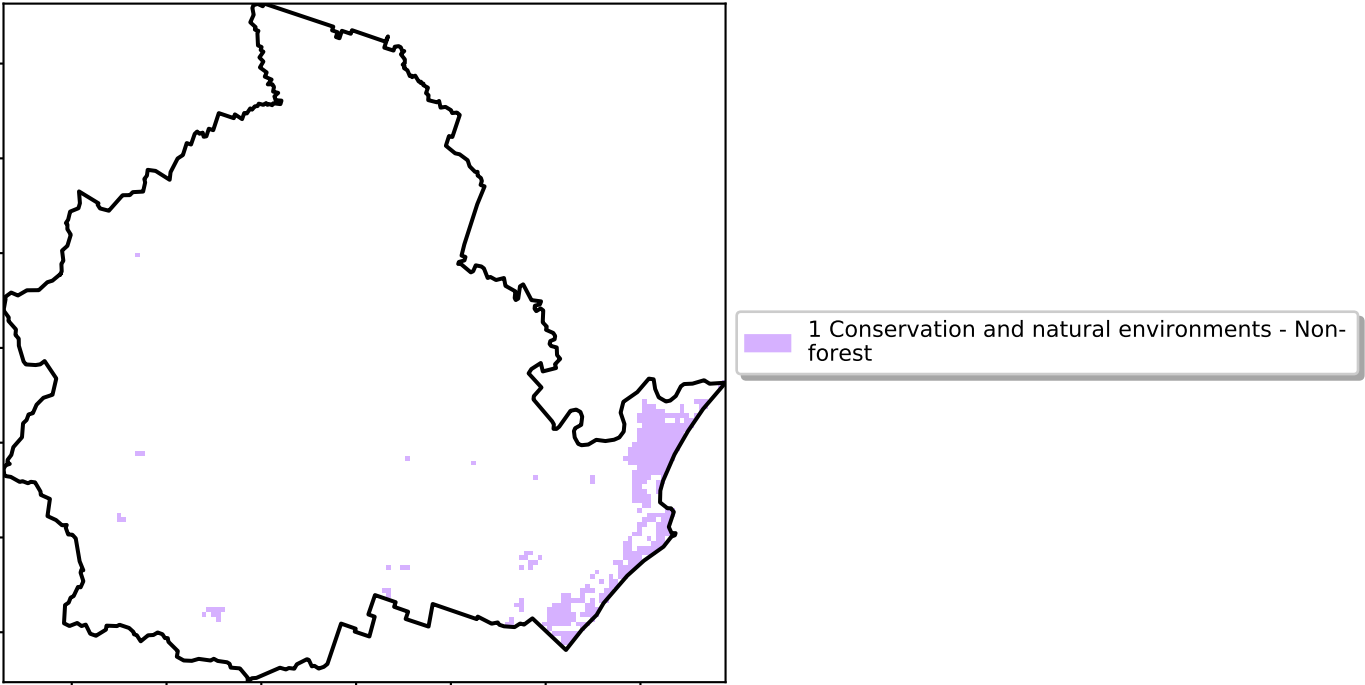 1 Conservation and natural environments - Non-
forest